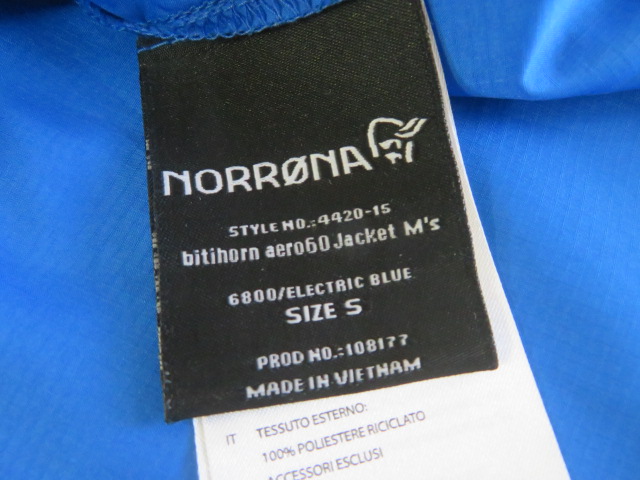 NORRØNA
STYLE NO.:4420-15
bitihorn aero60 Jacket M's
6800/ELECTRIC BLUE
SIZE S
PROD NO.:108177
MADE IN VIETNAM
IT TESSUTO ESTERNO:
100% POLIESTERE RICICLATO
ACCESSORI ESCLUSI